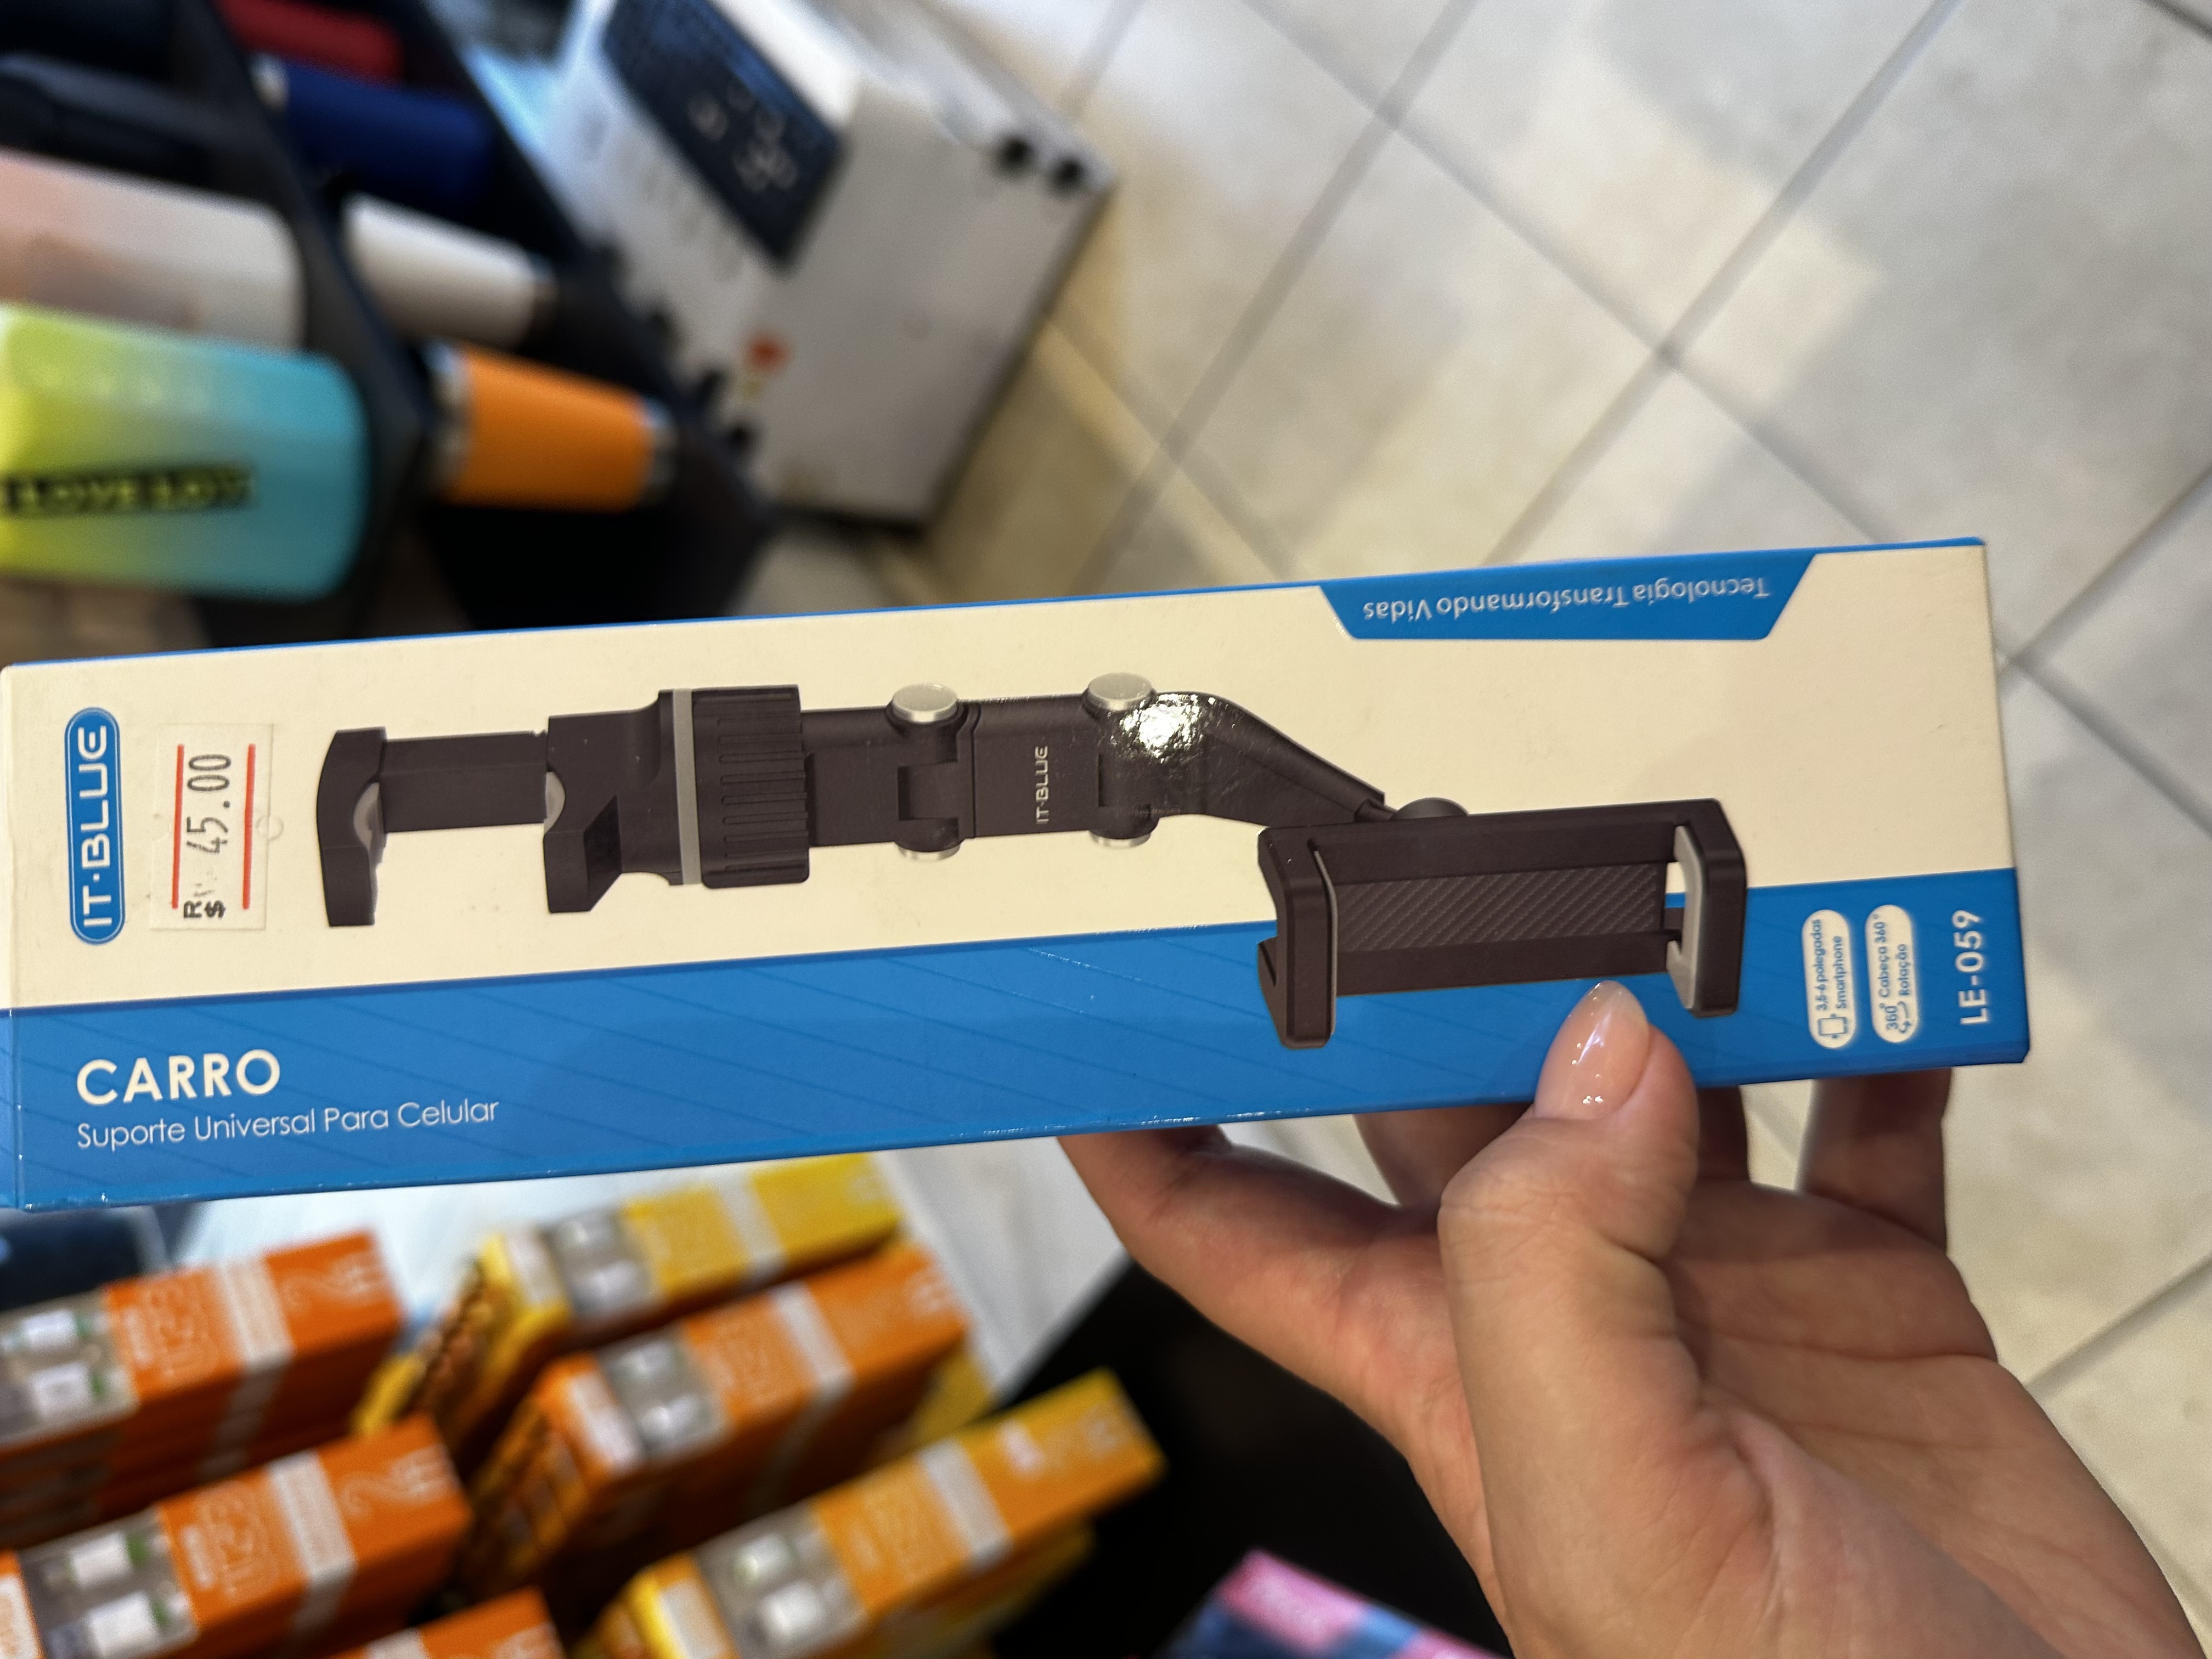 Tecnologia Transformando Vidas
IT·BLUE
R$ 45.00
IT·BLUE
3,5-6 polegadas
Smartphone
360° Cabeça 360°
Rotação
LE-059
CARRO
Suporte Universal Para Celular